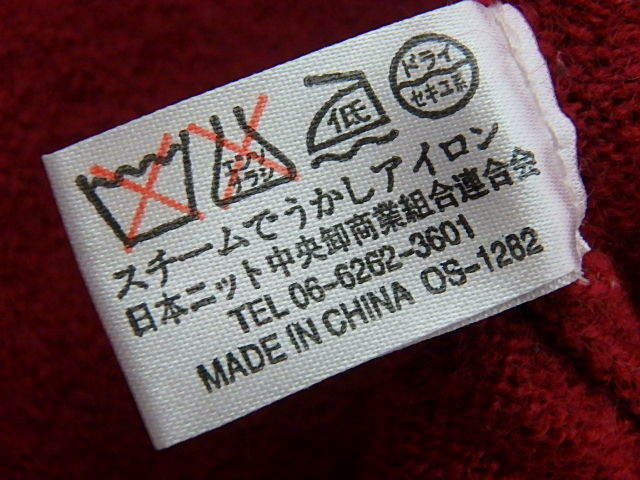 エンソ
フラシ
低
ドライ
セキユ系
スチームでうかしアイロン
日本ニット中央卸商業組合連合会
TEL 06-6262-3601
MADE IN CHINA OS-1282